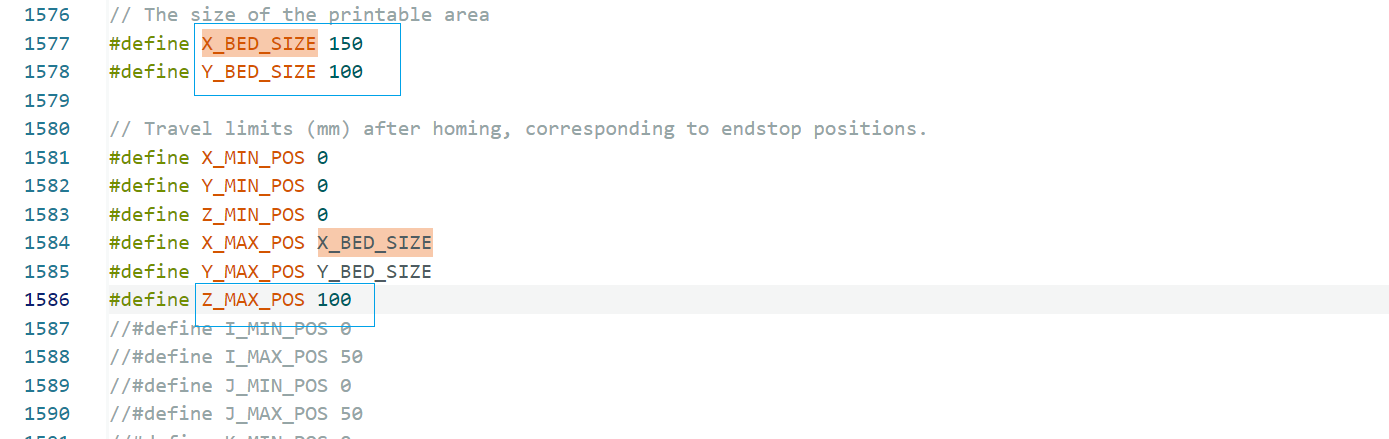 1576 // The size of the printable area
1577 #define X_BED_SIZE 150
1578 #define Y_BED_SIZE 100
1579
1580 // Travel limits (mm) after homing, corresponding to endstop positions.
1581 #define X_MIN_POS 0
1582 #define Y_MIN_POS 0
1583 #define Z_MIN_POS 0
1584 #define X_MAX_POS X_BED_SIZE
1585 #define Y_MAX_POS Y_BED_SIZE
1586 #define Z_MAX_POS 100
1587 //#define I_MIN_POS 0
1588 //#define I_MAX_POS 50
1589 //#define J_MIN_POS 0
1590 //#define J_MAX_POS 50